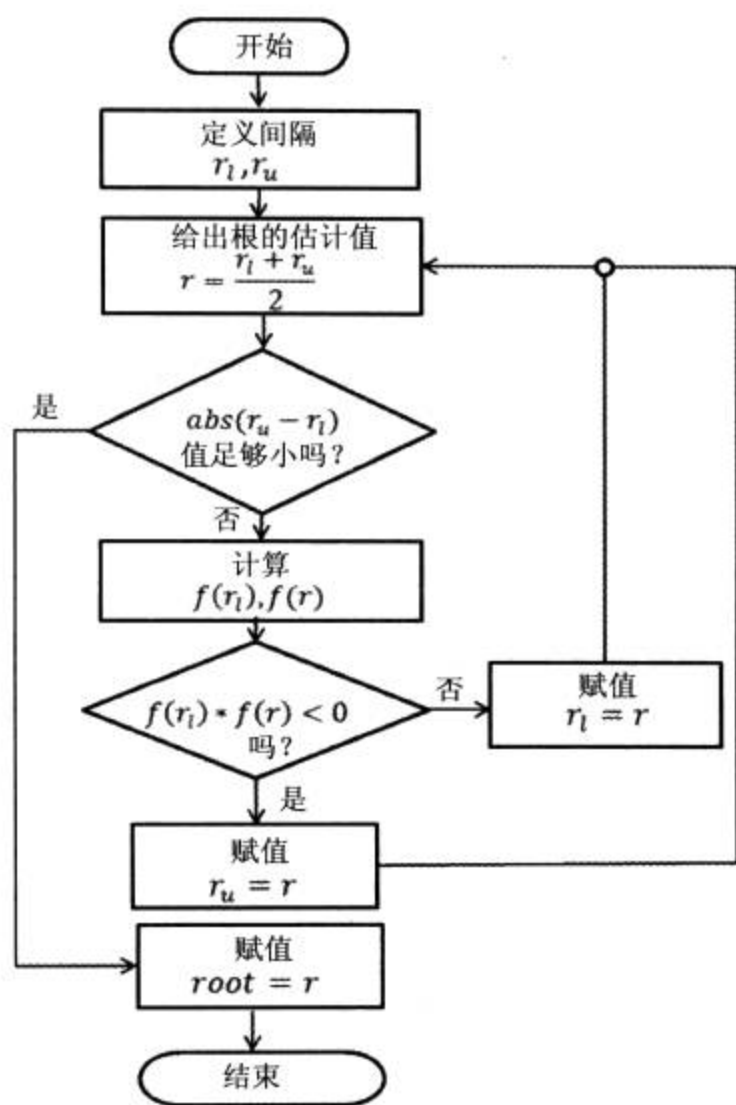 开始
定义间隔
r_l,r_u
给出根的估计值
r = (r_l + r_u)/2
是
abs(r_u − r_l)
值足够小吗?
否
计算
f(r_l),f(r)
f(r_l) * f(r) < 0
吗?
否
赋值
r_l = r
是
赋值
r_u = r
赋值
root = r
结束